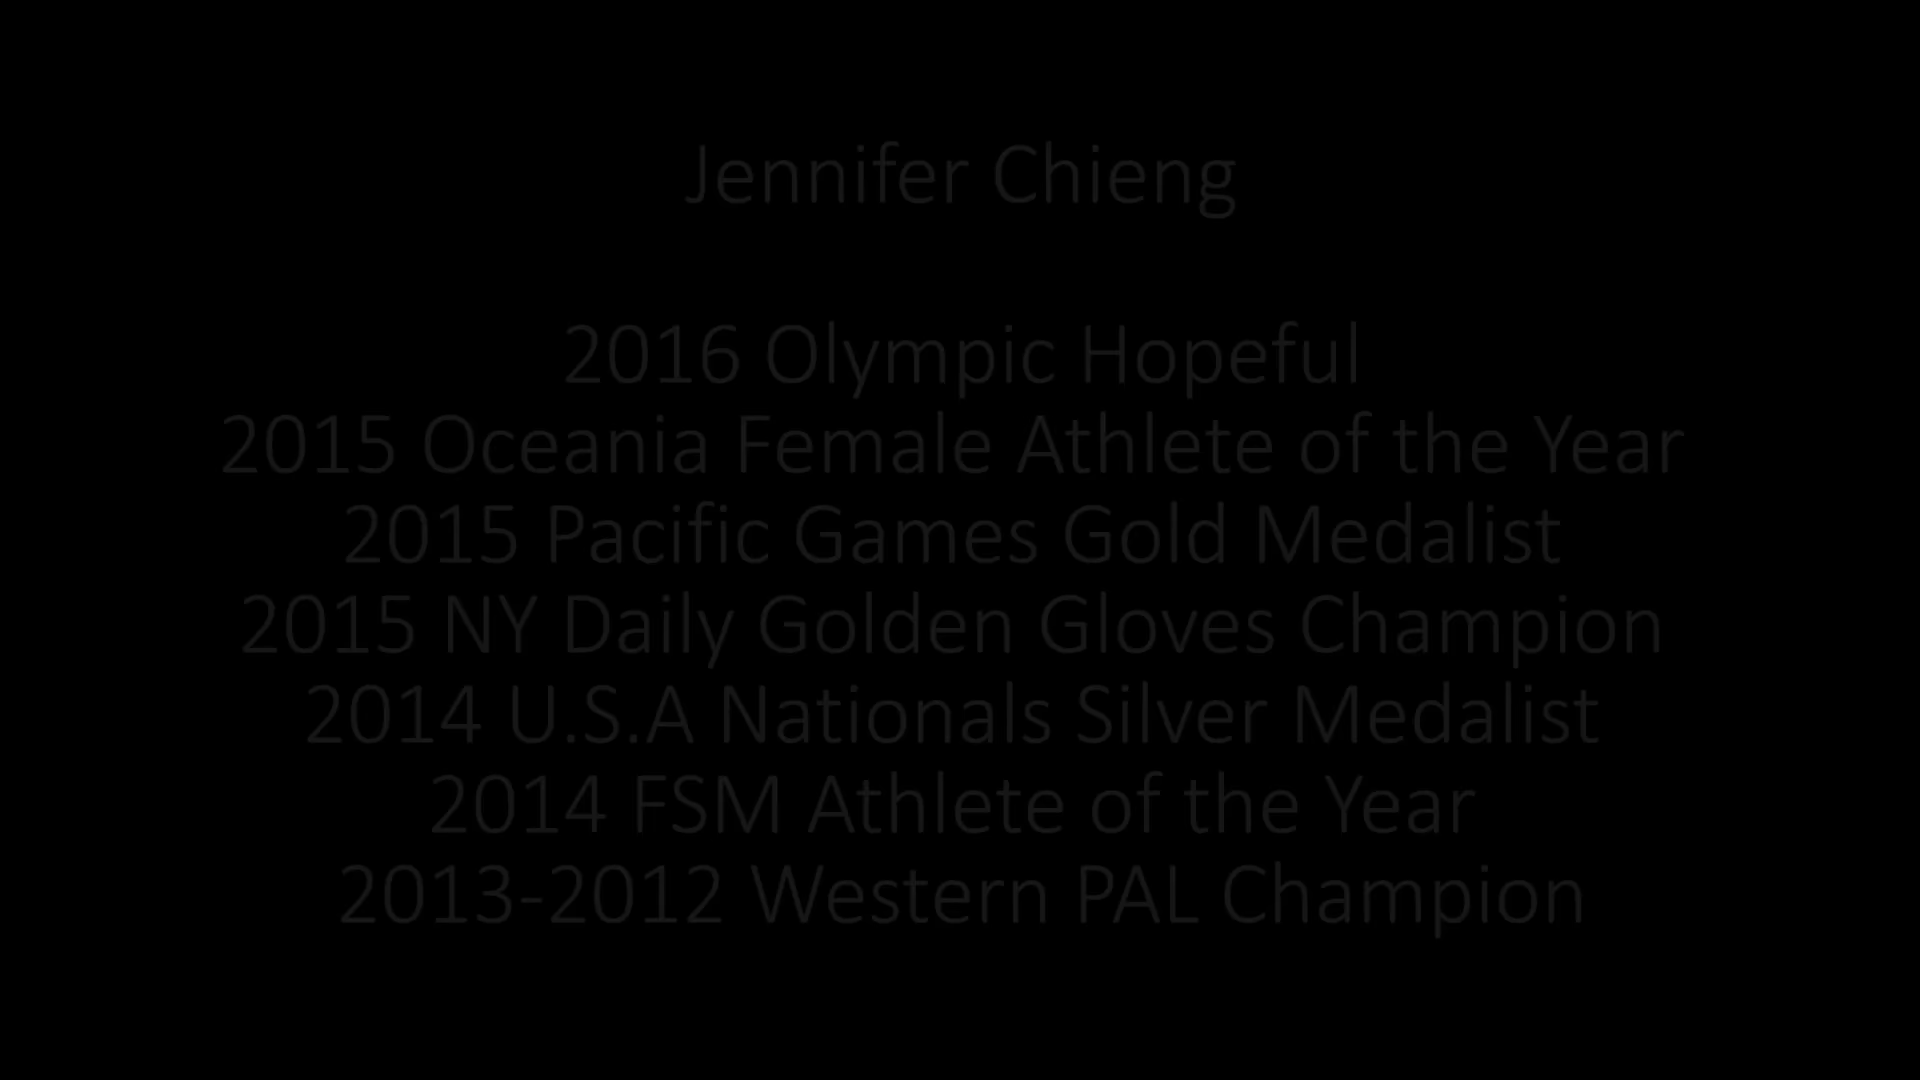 Jennifer Chieng
2016 Olympic Hopeful
2015 Oceania Female Athlete of the Year
2015 Pacific Games Gold Medalist
2015 NY Daily Golden Gloves Champion
2014 U.S.A Nationals Silver Medalist
2014 FSM Athlete of the Year
2013-2012 Western PAL Champion